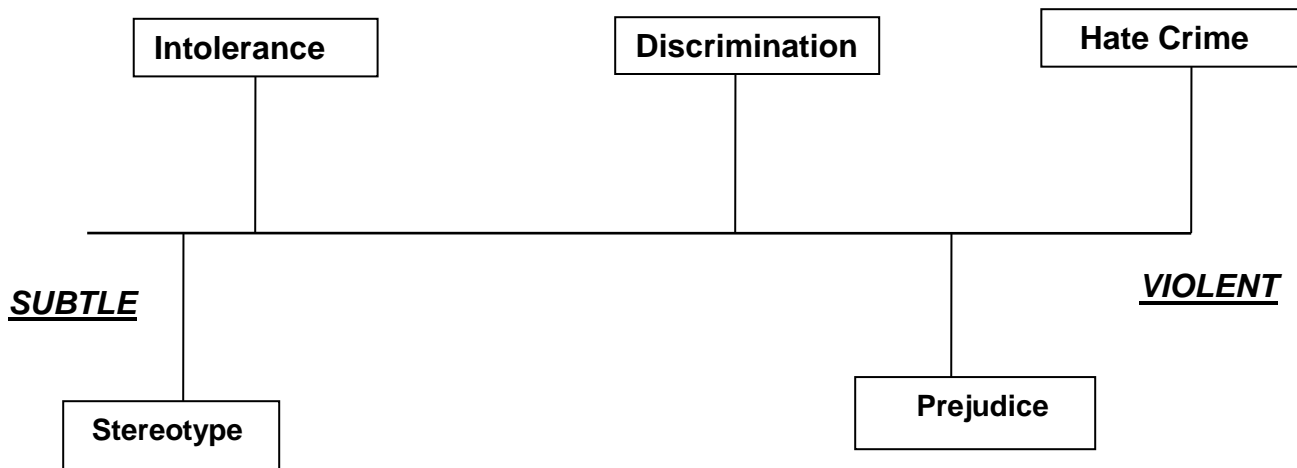 Intolerance
Discrimination
Hate Crime
SUBTLE
VIOLENT
Stereotype
Prejudice